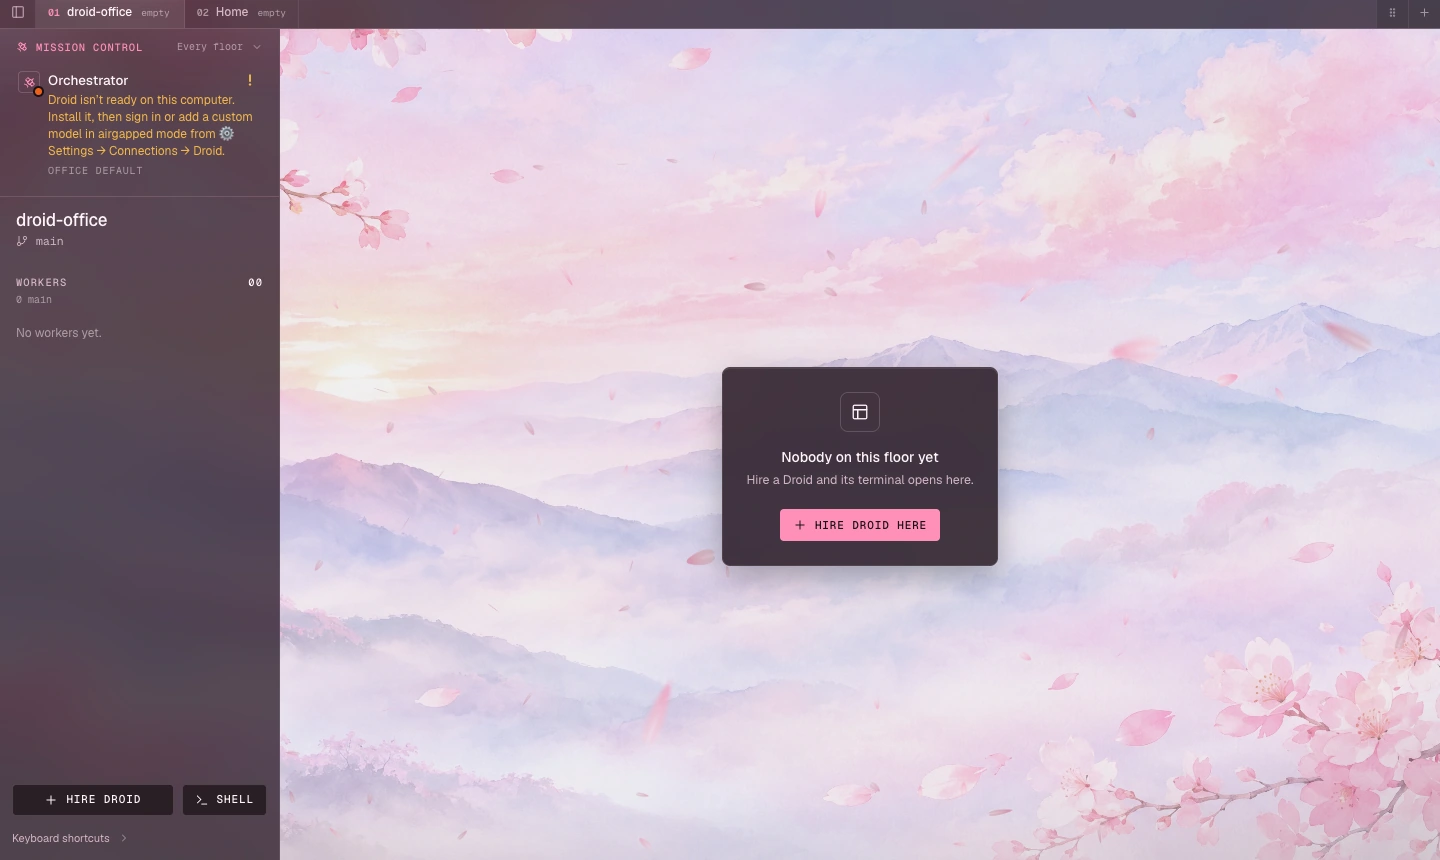 01 droid-office empty
02 Home empty
MISSION CONTROL
Every floor
Orchestrator
!
Droid isn't ready on this computer.
Install it, then sign in or add a custom
model in airgapped mode from ⚙️
Settings → Connections → Droid.
OFFICE DEFAULT
droid-office
main
WORKERS 00
0 main
No workers yet.
Nobody on this floor yet
Hire a Droid and its terminal opens here.
+ HIRE DROID HERE
+ HIRE DROID
>_ SHELL
Keyboard shortcuts >